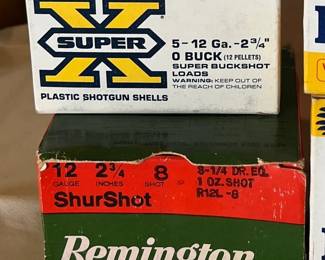 X
SUPER
PLASTIC SHOTGUN SHELLS
5-12 Ga.-2¾"
0 BUCK (12 PELLETS)
SUPER BUCKSHOT
LOADS
WARNING: KEEP OUT OF
THE REACH OF CHILDREN
12 2¾ 8 3-1/4 DR. EQ.
GAUGE INCHES SHOT 1 OZ. SHOT
ShurShot R12L-8
Remington